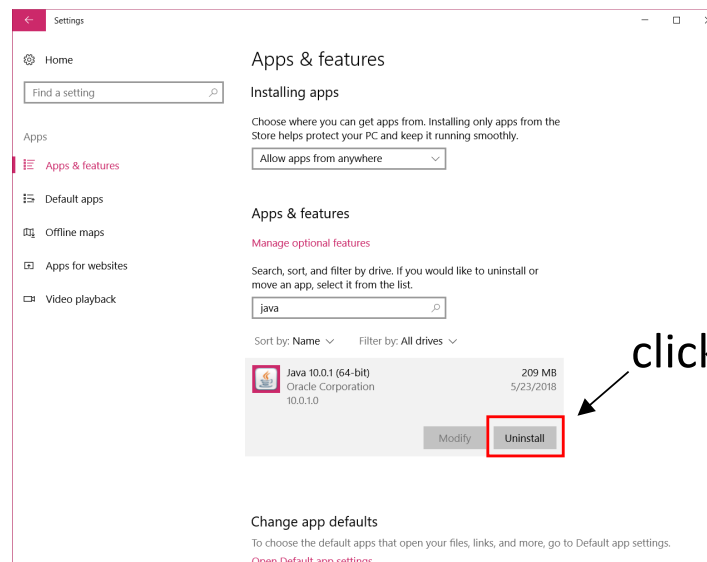 Settings
Home
Find a setting
Apps
Apps & features
Default apps
Offline maps
Apps for websites
Video playback
Apps & features
Installing apps
Choose where you can get apps from. Installing only apps from the
Store helps protect your PC and keep it running smoothly.
Allow apps from anywhere
Apps & features
Manage optional features
Search, sort, and filter by drive. If you would like to uninstall or
move an app, select it from the list.
java
Sort by: Name Filter by: All drives
Java 10.0.1 (64-bit) 209 MB
Oracle Corporation 5/23/2018
10.0.1.0
Modify Uninstall
click
Change app defaults
To choose the default apps that open your files, links, and more, go to Default app settings.
Open Default app settings